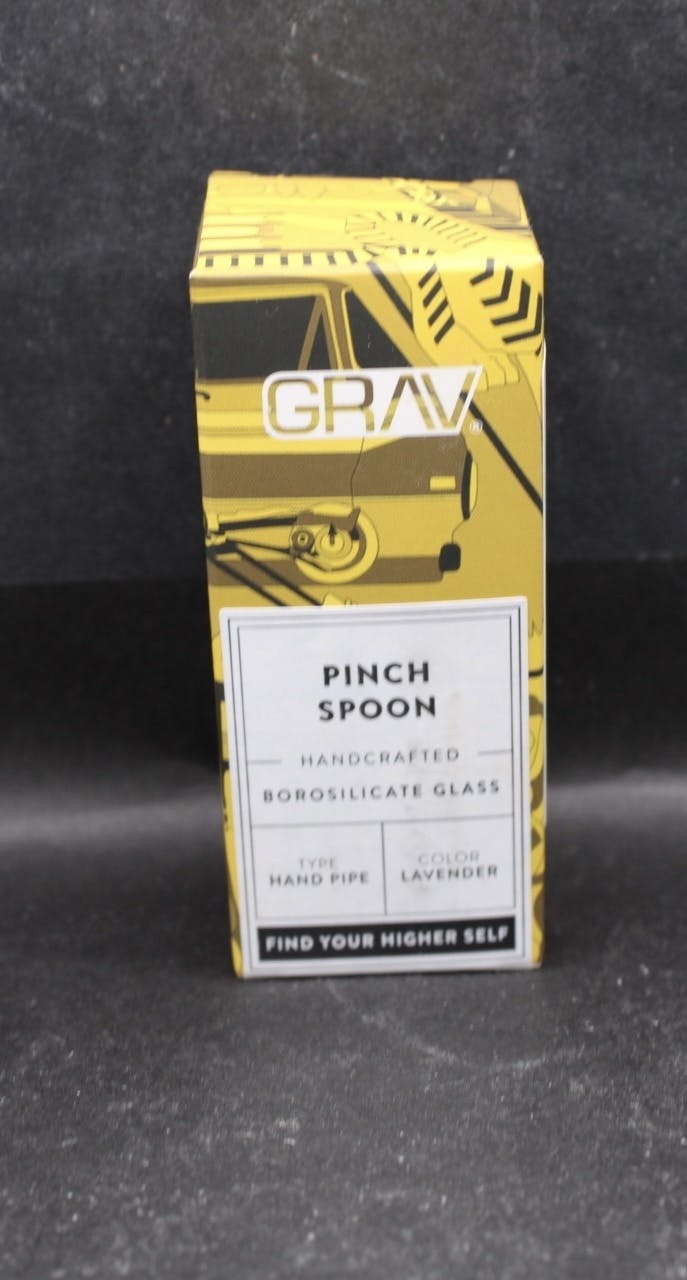 GRAV®
PINCH
SPOON
HANDCRAFTED
BOROSILICATE GLASS
TYPE
HAND PIPE
COLOR
LAVENDER
FIND YOUR HIGHER SELF